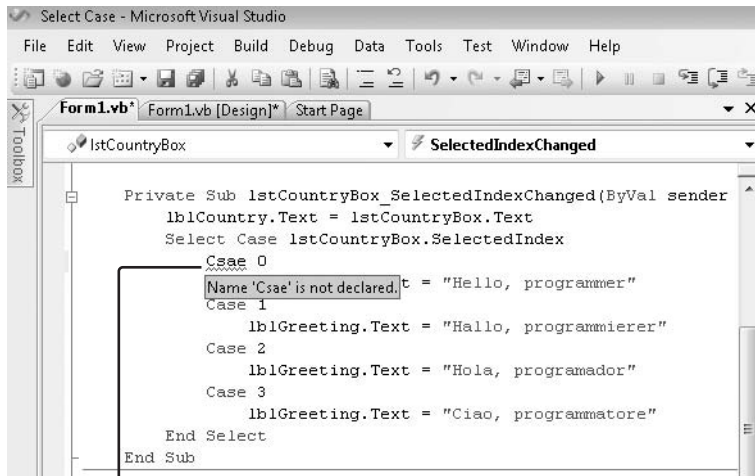 Select Case - Microsoft Visual Studio
File Edit View Project Build Debug Data Tools Test Window Help
Form1.vb* Form1.vb [Design]* Start Page
Toolbox
lstCountryBox SelectedIndexChanged
Private Sub lstCountryBox_SelectedIndexChanged(ByVal sender
lblCountry.Text = lstCountryBox.Text
Select Case lstCountryBox.SelectedIndex
Csae 0
Name 'Csae' is not declared. t = "Hello, programmer"
Case 1
lblGreeting.Text = "Hallo, programmierer"
Case 2
lblGreeting.Text = "Hola, programador"
Case 3
lblGreeting.Text = "Ciao, programmatore"
End Select
End Sub